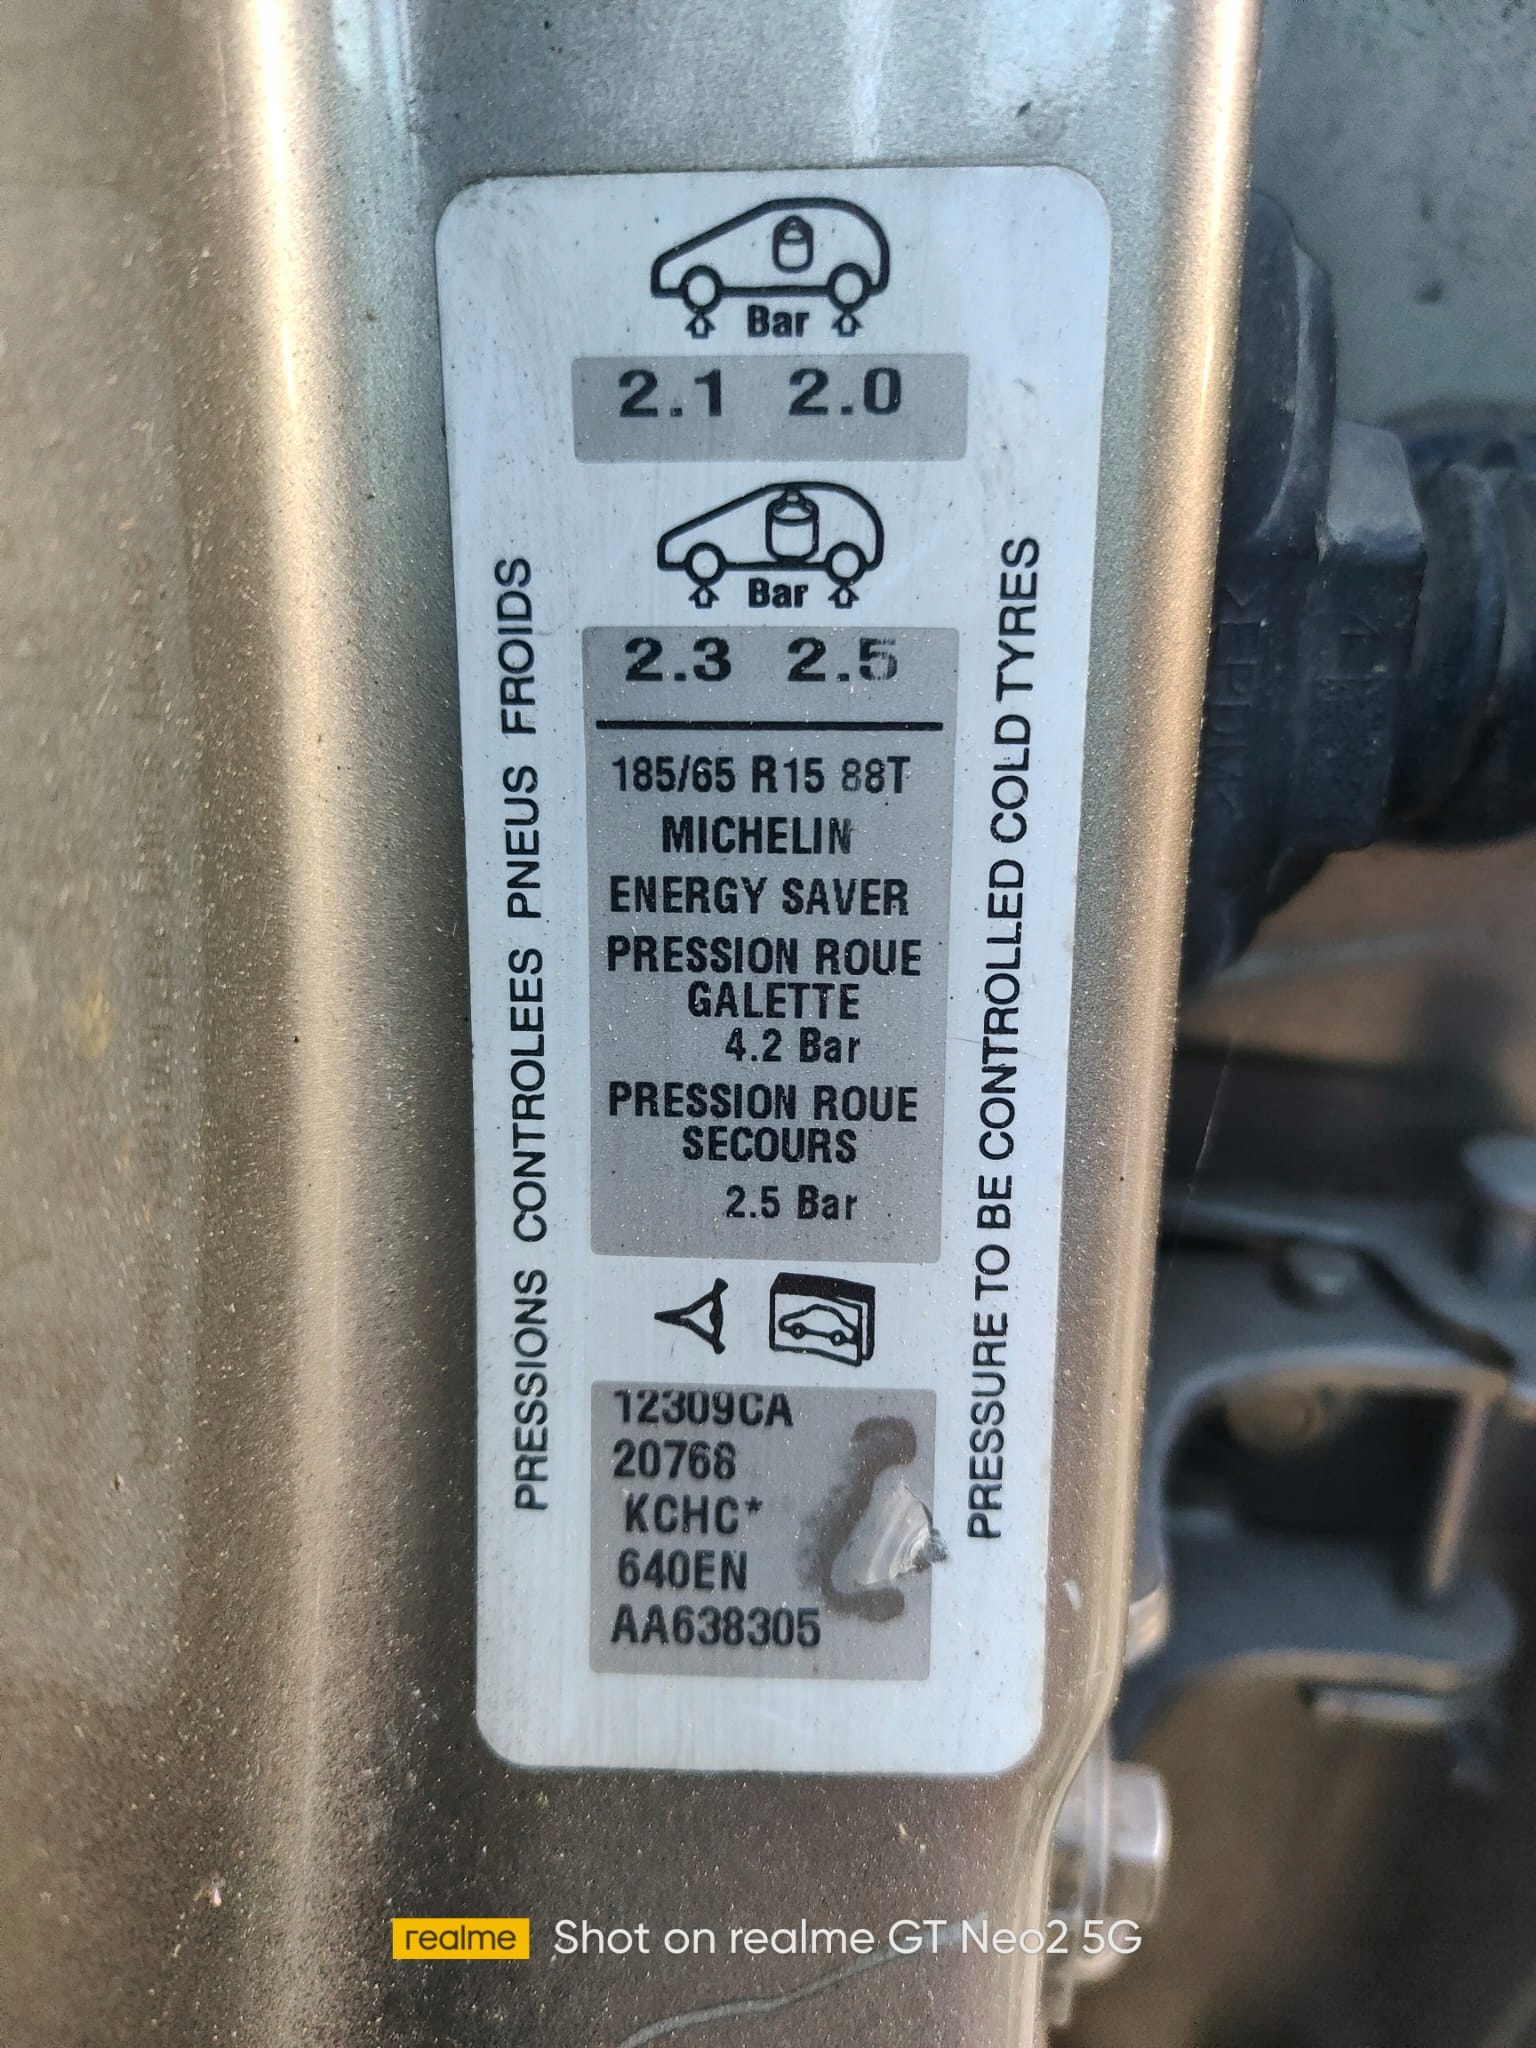 Bar
2.1 2.0
Bar
2.3 2.5
185/65 R15 88T
MICHELIN
ENERGY SAVER
PRESSION ROUE
GALETTE
4.2 Bar
PRESSION ROUE
SECOURS
2.5 Bar
12309CA
20768
KCHC*
640EN
AA638305
PRESSIONS CONTROLEES PNEUS FROIDS
PRESSURE TO BE CONTROLLED COLD TYRES
realme Shot on realme GT Neo2 5G